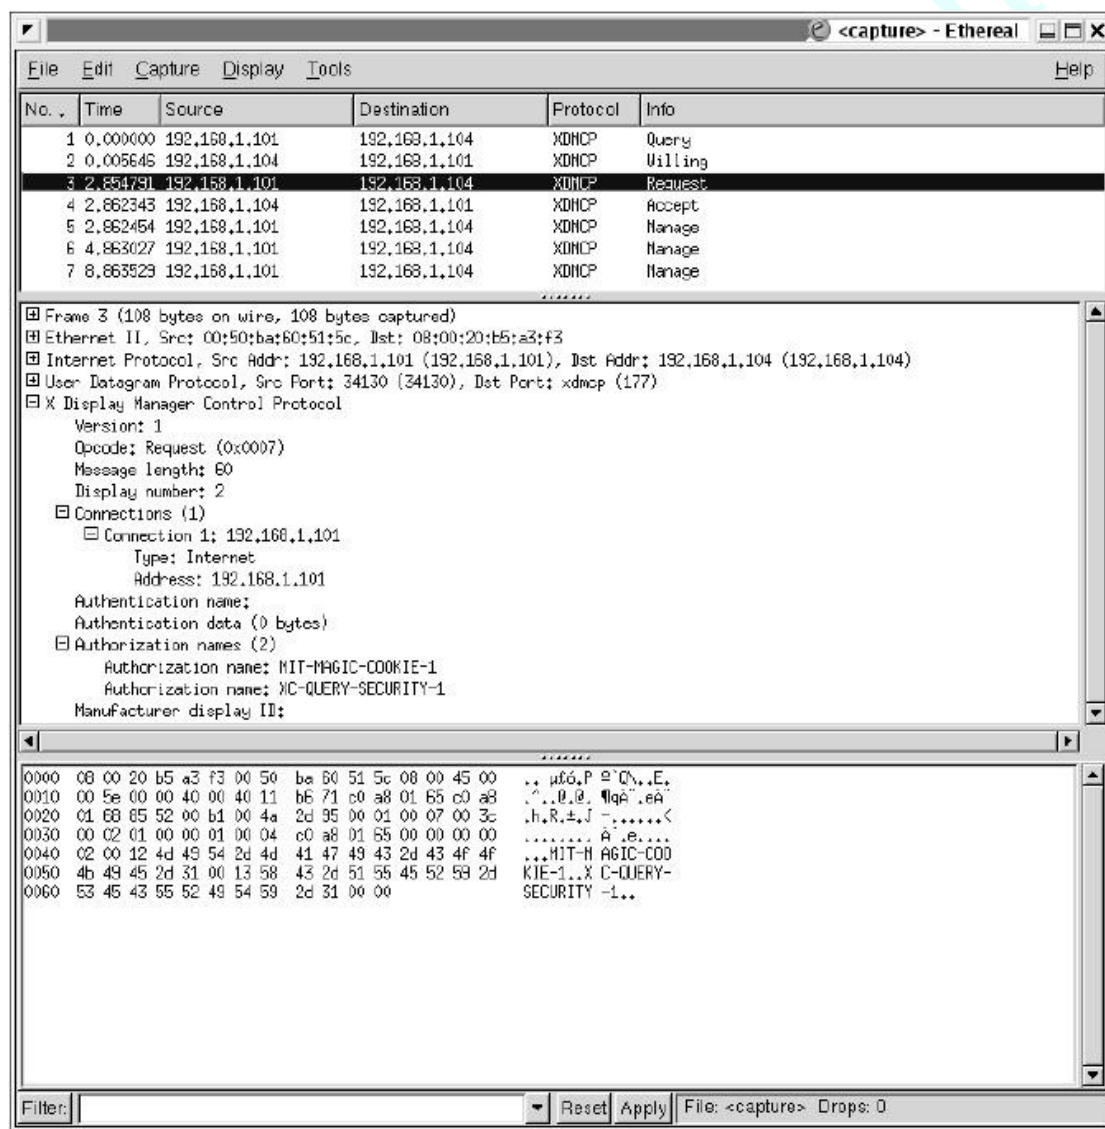 <capture> - Ethereal
File Edit Capture Display Tools Help
No. . Time Source Destination Protocol Info
1 0.000000 192.168.1.101 192.168.1.104 XDMCP Query
2 0.005646 192.168.1.104 192.168.1.101 XDMCP Willing
3 2.854791 192.168.1.101 192.168.1.104 XDMCP Request
4 2.862343 192.168.1.104 192.168.1.101 XDMCP Accept
5 2.862454 192.168.1.101 192.168.1.104 XDMCP Manage
6 4.863027 192.168.1.101 192.168.1.104 XDMCP Manage
7 8.863529 192.168.1.101 192.168.1.104 XDMCP Manage
Frame 3 (108 bytes on wire, 108 bytes captured)
Ethernet II, Src: 00:50:ba:60:51:5c, Dst: 08:00:20:b5:a3:f3
Internet Protocol, Src Addr: 192.168.1.101 (192.168.1.101), Dst Addr: 192.168.1.104 (192.168.1.104)
User Datagram Protocol, Src Port: 34130 (34130), Dst Port: xdmcp (177)
X Display Manager Control Protocol
Version: 1
Opcode: Request (0x0007)
Message length: 60
Display number: 2
Connections (1)
Connection 1: 192.168.1.101
Type: Internet
Address: 192.168.1.101
Authentication name:
Authentication data (0 bytes)
Authorization names (2)
Authorization name: MIT-MAGIC-COOKIE-1
Authorization name: XC-QUERY-SECURITY-1
Manufacturer display ID:
0000 08 00 20 b5 a3 f3 00 50 ba 60 51 5c 08 00 45 00 .. µ£ó.P º`Q\..E.
0010 00 5e 00 00 40 00 40 11 b6 71 c0 a8 01 65 c0 a8 .^..@.@. ¶qÀ¨.eÀ¨
0020 01 68 85 52 00 b1 00 4a 2d 95 00 01 00 07 00 3c .h.R.±.J -......<
0030 00 02 01 00 00 01 00 04 c0 a8 01 65 00 00 00 00 ........ À¨.e....
0040 02 00 12 4d 49 54 2d 4d 41 47 49 43 2d 43 4f 4f ...MIT-M AGIC-COO
0050 4b 49 45 2d 31 00 13 58 43 2d 51 55 45 52 59 2d KIE-1..X C-QUERY-
0060 53 45 43 55 52 49 54 59 2d 31 00 00 SECURITY -1..
Filter: Reset Apply File: <capture> Drops: 0